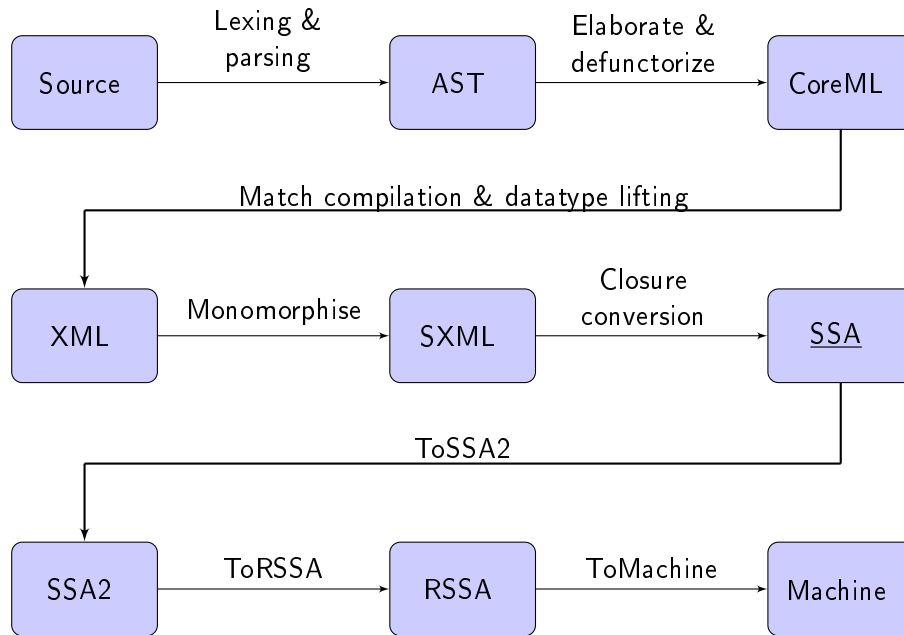 Lexing &
parsing
Elaborate &
defunctorize
Source
AST
CoreML
Match compilation & datatype lifting
Monomorphise
Closure
conversion
XML
SXML
SSA
ToSSA2
ToRSSA
ToMachine
SSA2
RSSA
Machine